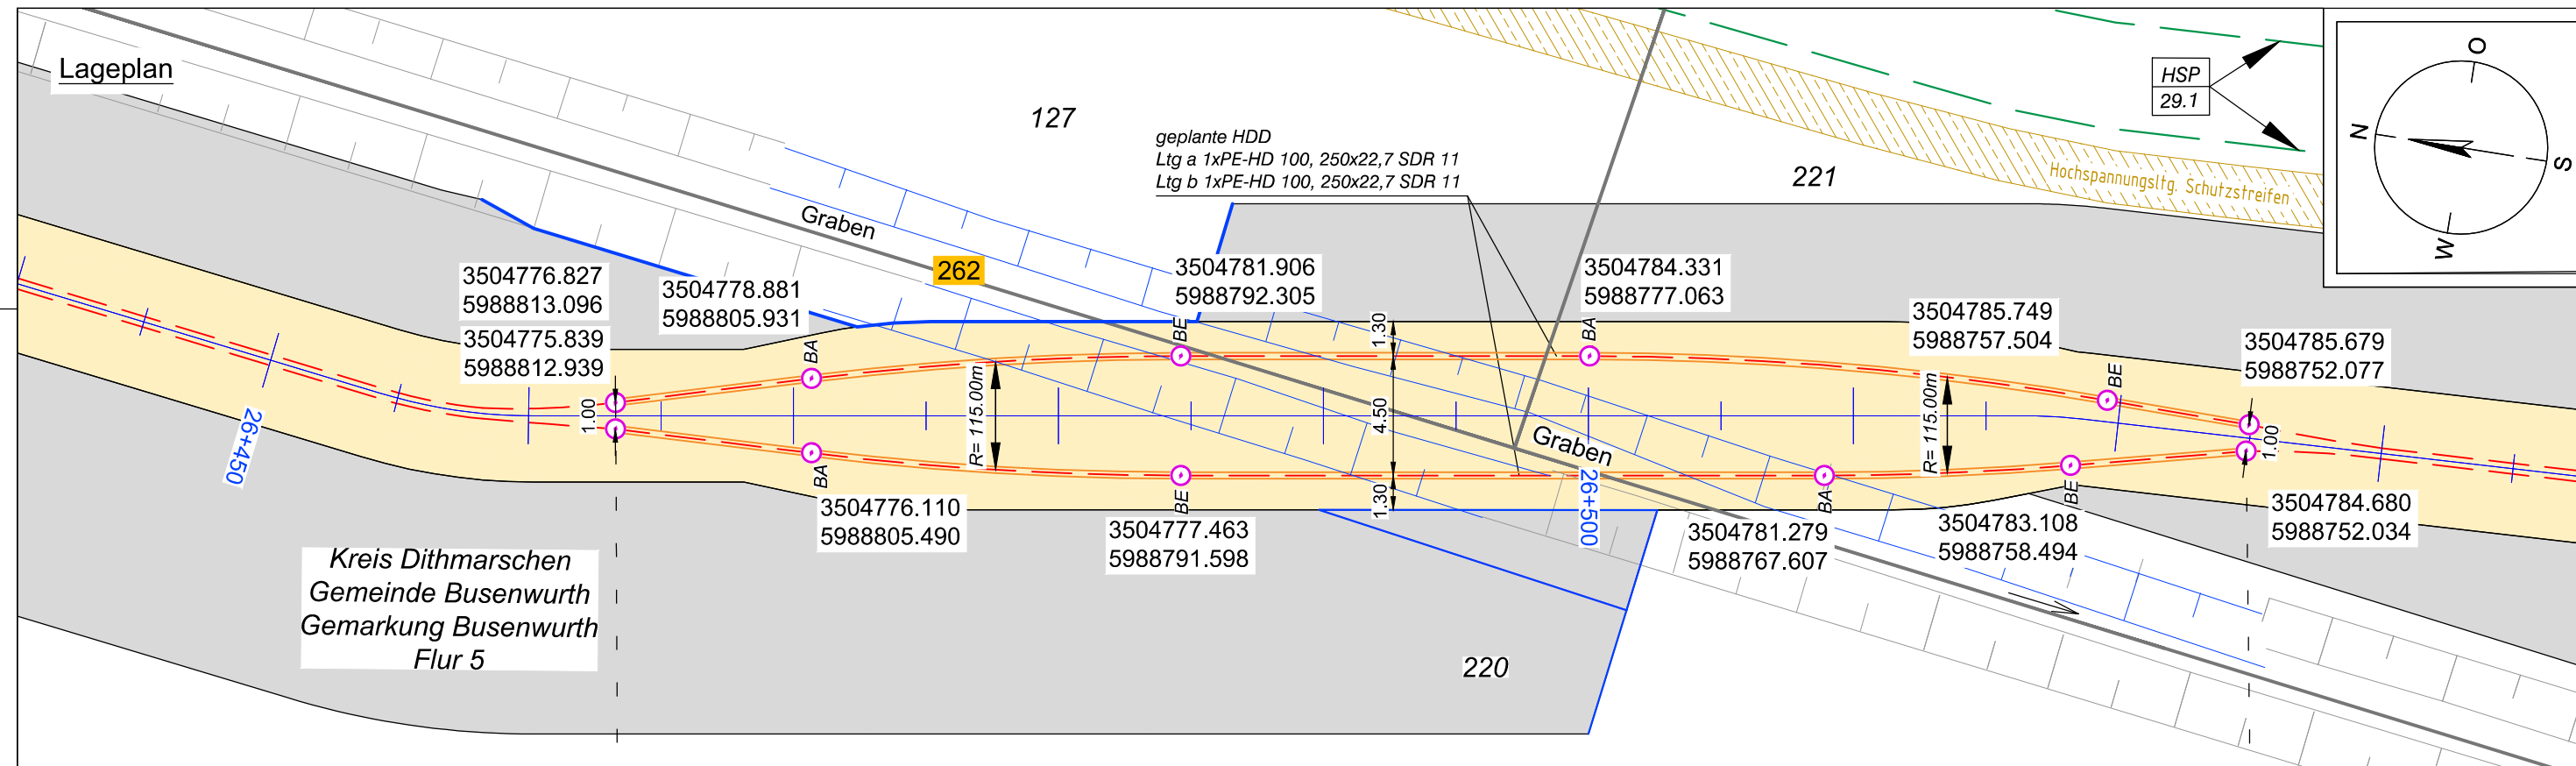 Lageplan
127
geplante HDD
Ltg a 1xPE-HD 100, 250x22,7 SDR 11
Ltg b 1xPE-HD 100, 250x22,7 SDR 11
221
HSP
29.1
Hochspannungsltg. Schutzstreifen
O
N
S
W
Graben
262
3504776.827
5988813.096
3504775.839
5988812.939
3504778.881
5988805.931
3504781.906
5988792.305
3504784.331
5988777.063
3504785.749
5988757.504
3504785.679
5988752.077
BA
BE
BA
BE
1.30
1.00
R= 115.00m
4.50
R= 115.00m
1.00
26+450
Graben
BA
BE
1.30
26+500
BA
BE
3504776.110
5988805.490
3504777.463
5988791.598
3504781.279
5988767.607
3504783.108
5988758.494
3504784.680
5988752.034
Kreis Dithmarschen
Gemeinde Busenwurth
Gemarkung Busenwurth
Flur 5
220